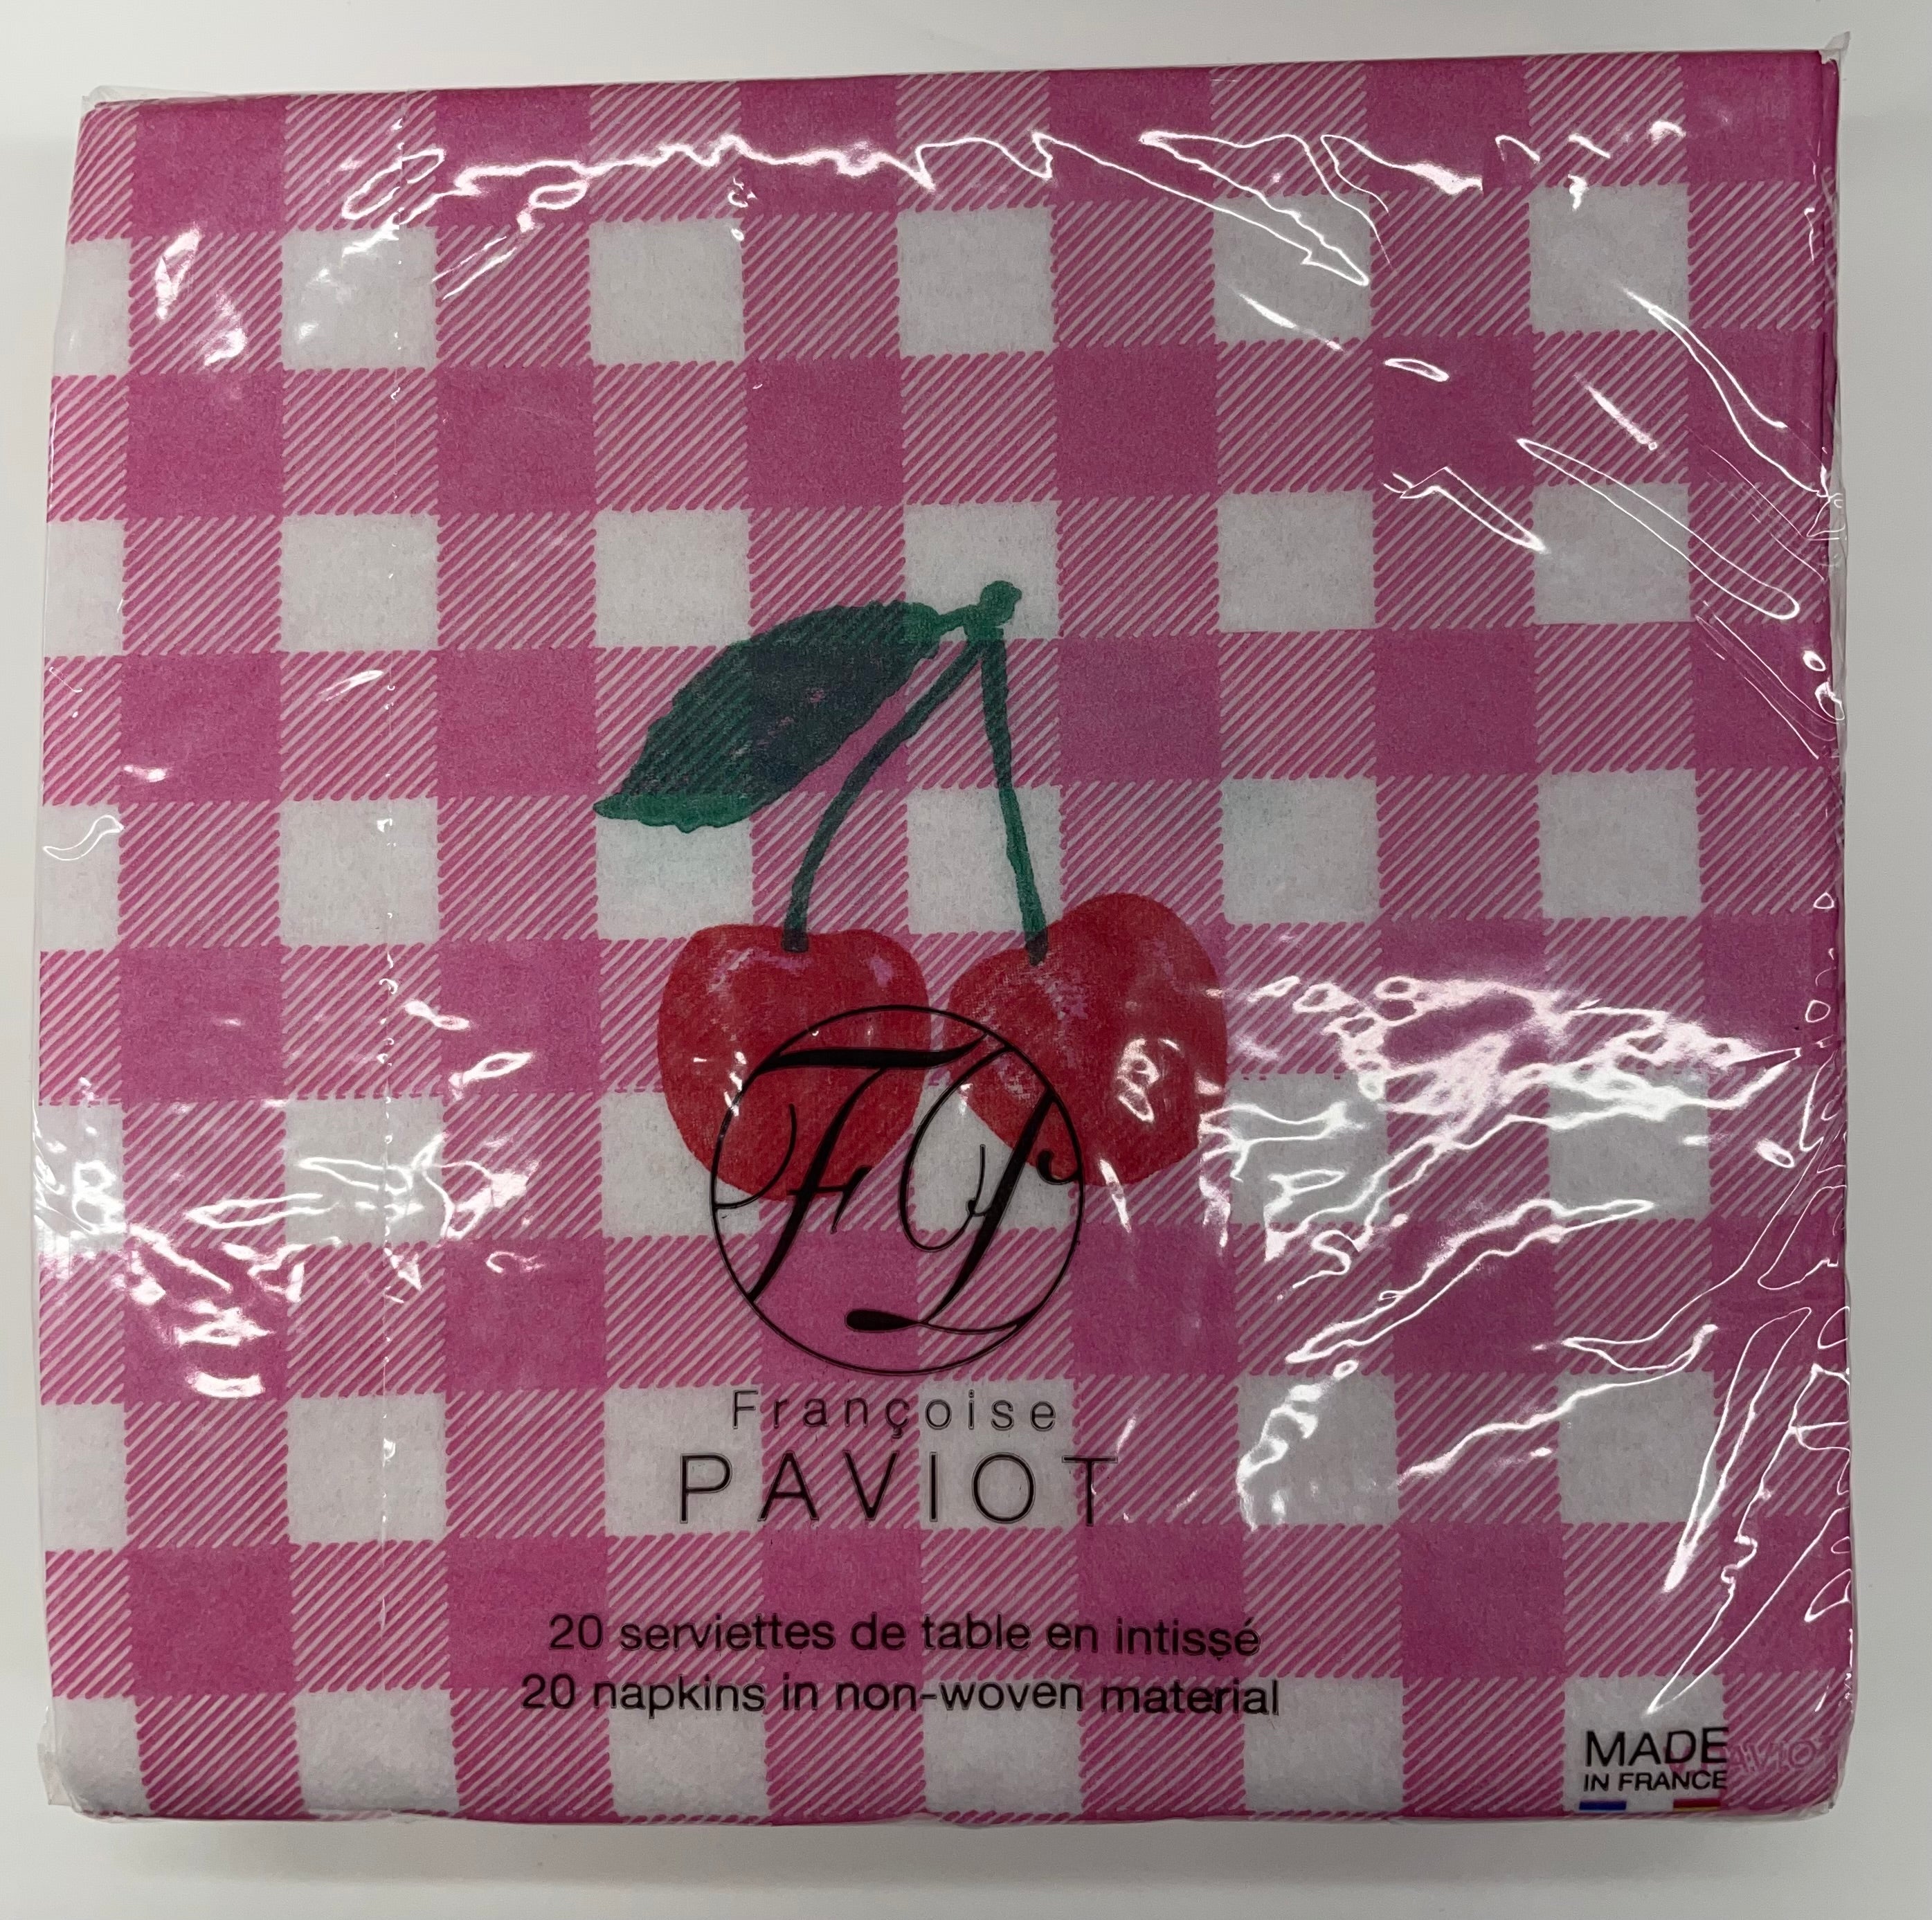 FP
Françoise
PAVIOT
20 serviettes de table en intissé
20 napkins in non-woven material
MADE
IN FRANCE